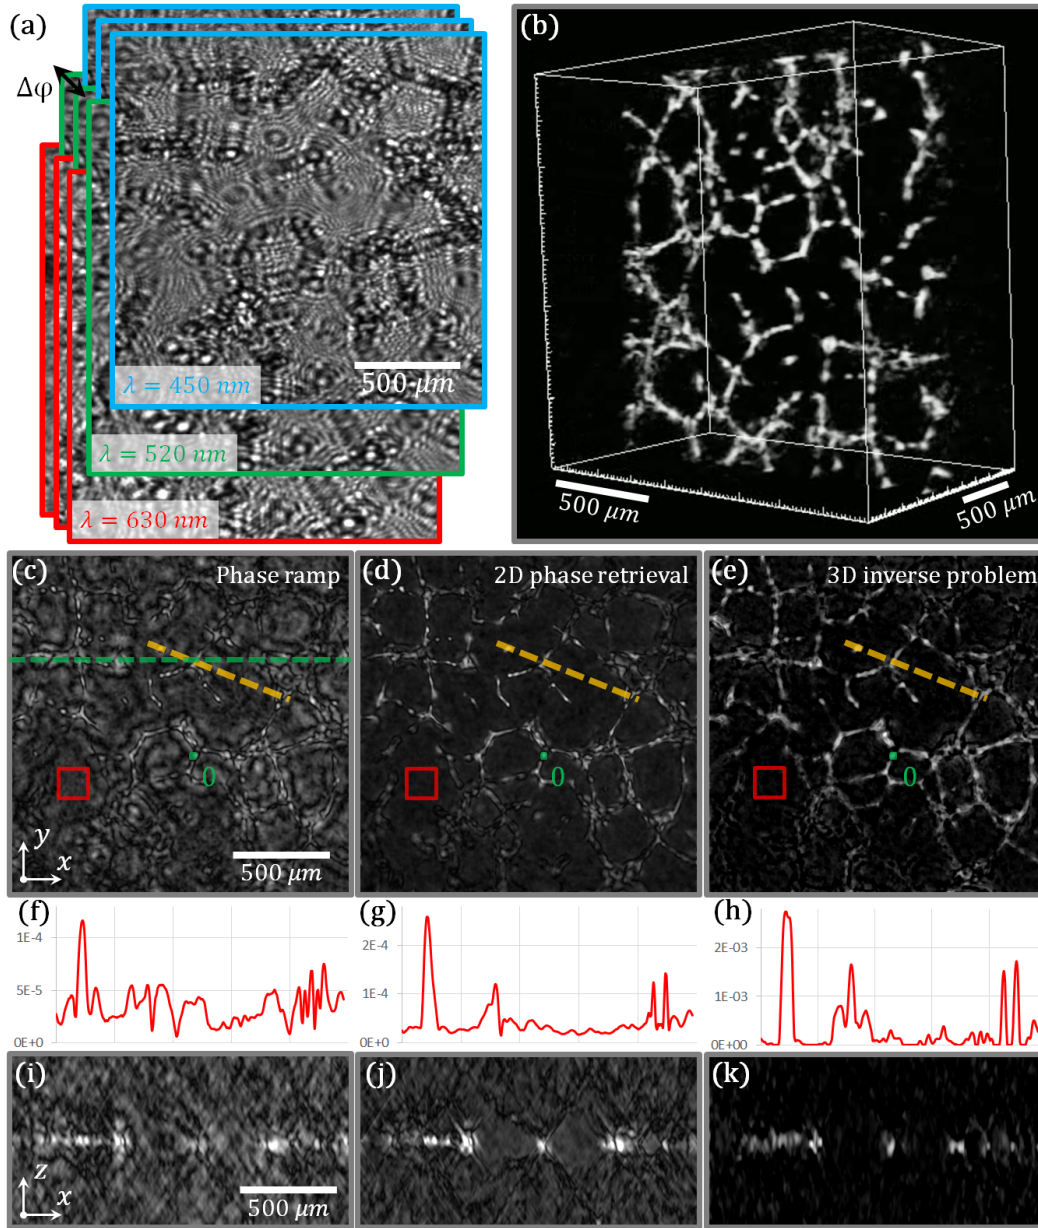 (a)
Δφ
λ = 450 nm
500 μm
λ = 520 nm
λ = 630 nm
(b)
500 μm
500 μm
(c) Phase ramp
0
y
x
500 μm
(d) 2D phase retrieval
0
(e) 3D inverse problem
0
(f)
1E-4
5E-5
0E+0
(g)
2E-4
1E-4
0E+0
(h)
2E-03
1E-03
0E+00
(i)
z
x
500 μm
(j)
(k)